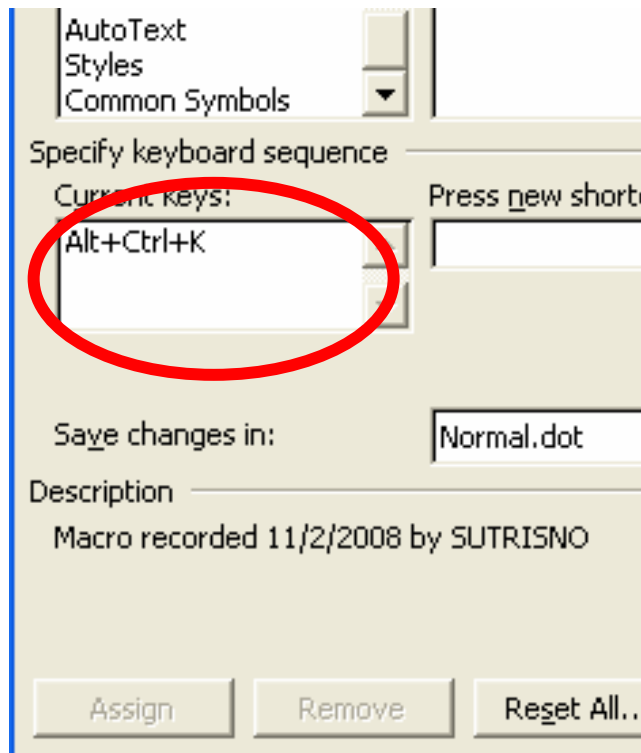 AutoText
Styles
Common Symbols
Specify keyboard sequence
Current keys:
Press new shortc
Alt+Ctrl+K
Save changes in:
Normal.dot
Description
Macro recorded 11/2/2008 by SUTRISNO
Assign
Remove
Reset All...